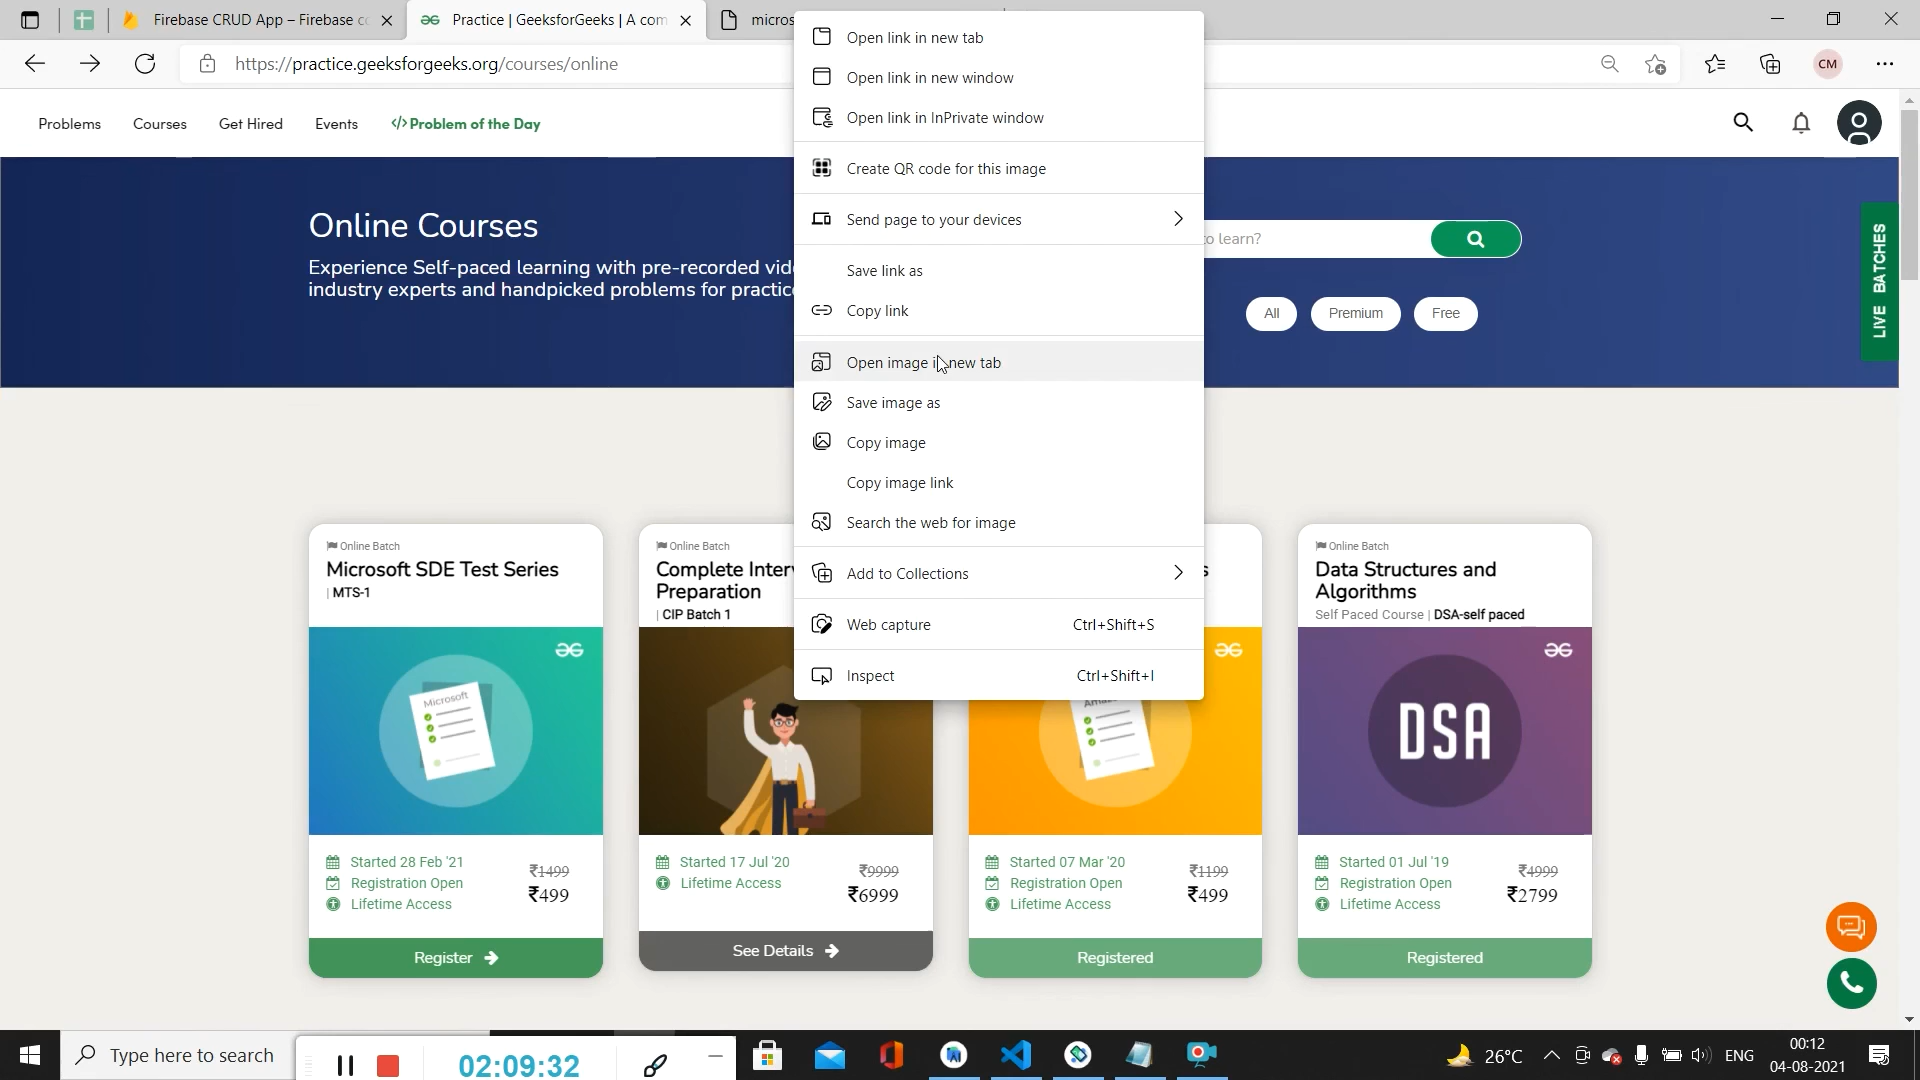 Firebase CRUD App – Firebase co
Practice | GeeksforGeeks | A com
micros
https://practice.geeksforgeeks.org/courses/online
CM
Problems
Courses
Get Hired
Events
</>Problem of the Day
Online Courses
Experience Self-paced learning with pre-recorded vide
industry experts and handpicked problems for practice
to learn?
All
Premium
Free
LIVE BATCHES
Open link in new tab
Open link in new window
Open link in InPrivate window
Create QR code for this image
Send page to your devices
Save link as
Copy link
Open image in new tab
Save image as
Copy image
Copy image link
Search the web for image
Add to Collections
Web capture Ctrl+Shift+S
Inspect Ctrl+Shift+I
Online Batch
Microsoft SDE Test Series
| MTS-1
Microsoft
Started 28 Feb '21
Registration Open
Lifetime Access
₹1499
₹499
Register
Online Batch
Complete Interv
Preparation
| CIP Batch 1
Started 17 Jul '20
Lifetime Access
₹9999
₹6999
See Details
s
Started 07 Mar '20
Registration Open
Lifetime Access
₹1199
₹499
Registered
Online Batch
Data Structures and
Algorithms
Self Paced Course | DSA-self paced
DSA
Started 01 Jul '19
Registration Open
Lifetime Access
₹4999
₹2799
Registered
Type here to search
02:09:32
26°C
ENG
00:12
04-08-2021